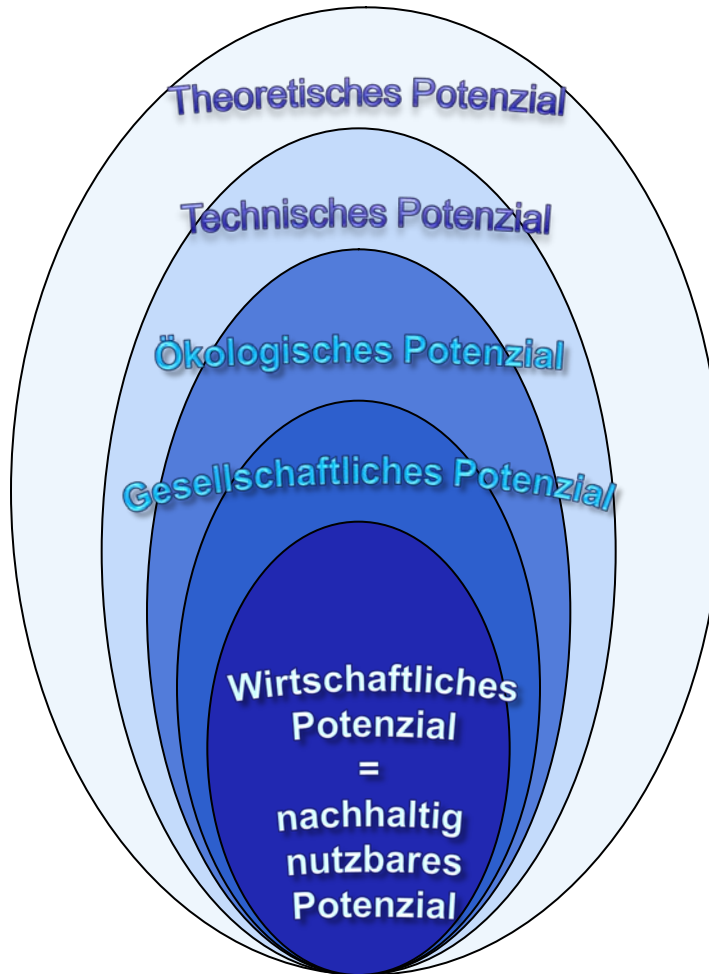 Theoretisches Potenzial
Technisches Potenzial
Ökologisches Potenzial
Gesellschaftliches Potenzial
Wirtschaftliches
Potenzial
=
nachhaltig
nutzbares
Potenzial